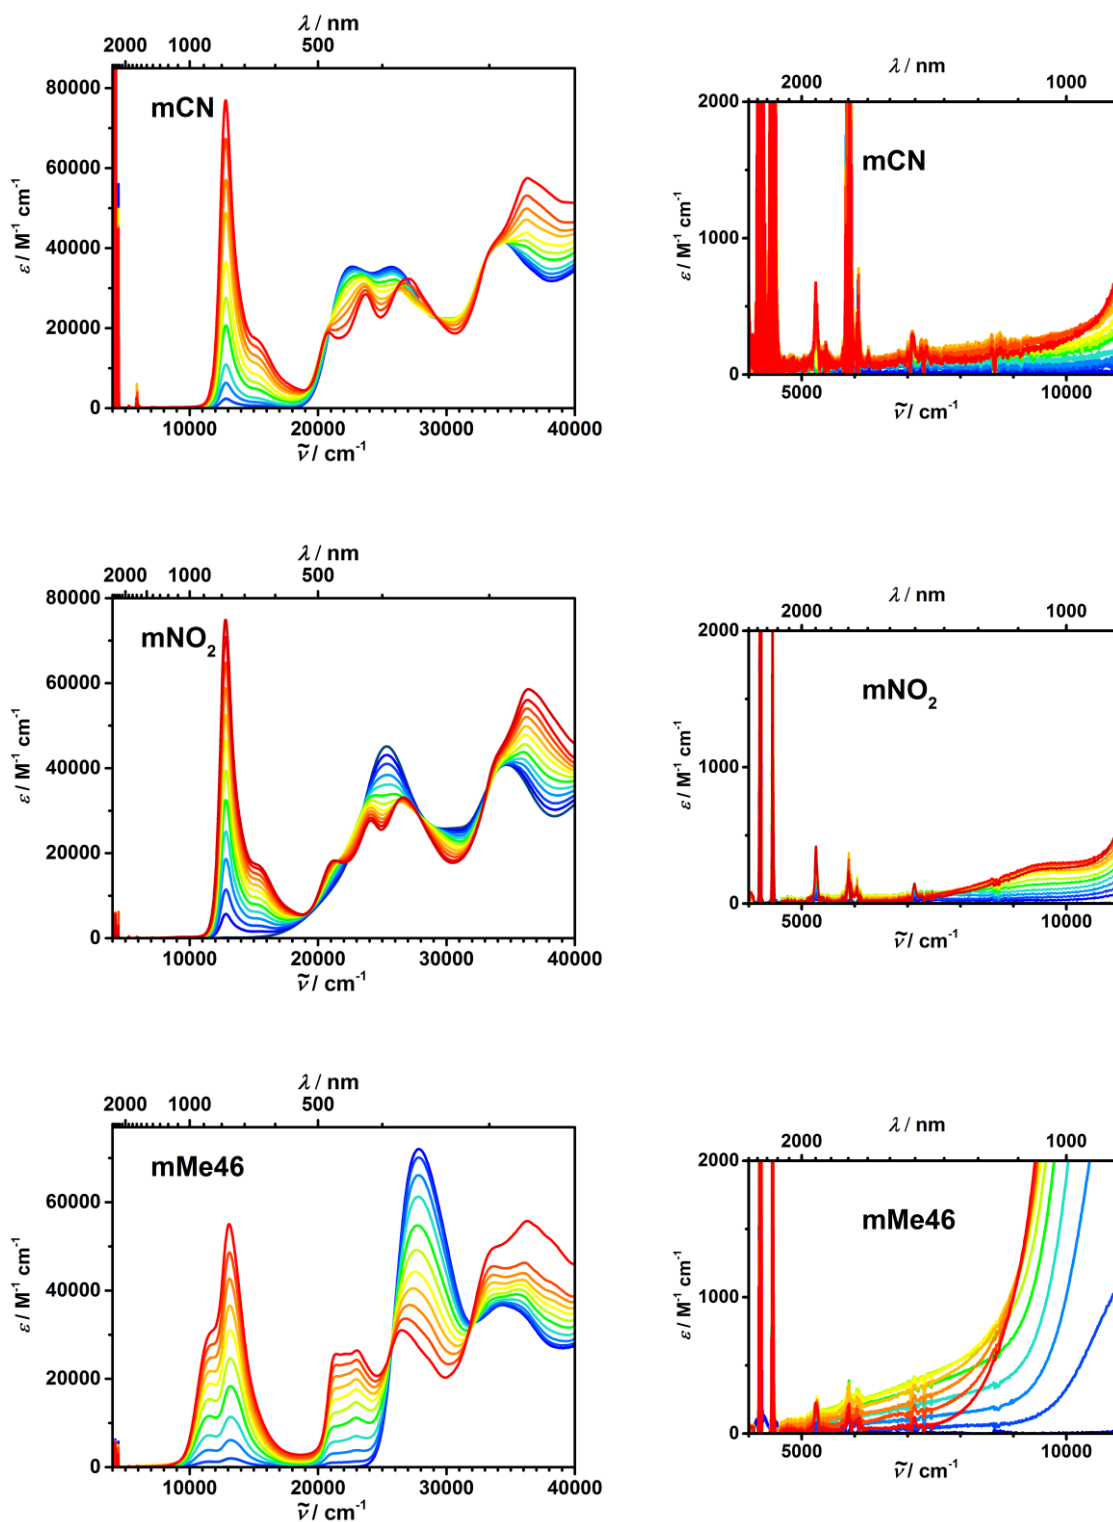 λ / nm
2000 1000 500
mCN
ε / M⁻¹ cm⁻¹
80000
60000
40000
20000
0
10000 20000 30000 40000
ṽ / cm⁻¹
λ / nm
2000 1000
mCN
ε / M⁻¹ cm⁻¹
2000
1000
0
5000 10000
ṽ / cm⁻¹
λ / nm
2000 1000 500
mNO₂
ε / M⁻¹ cm⁻¹
80000
60000
40000
20000
0
10000 20000 30000 40000
ṽ / cm⁻¹
λ / nm
2000 1000
mNO₂
ε / M⁻¹ cm⁻¹
2000
1000
0
5000 10000
ṽ / cm⁻¹
λ / nm
2000 1000 500
mMe46
ε / M⁻¹ cm⁻¹
60000
40000
20000
0
10000 20000 30000 40000
ṽ / cm⁻¹
λ / nm
2000 1000
mMe46
ε / M⁻¹ cm⁻¹
2000
1000
0
5000 10000
ṽ / cm⁻¹